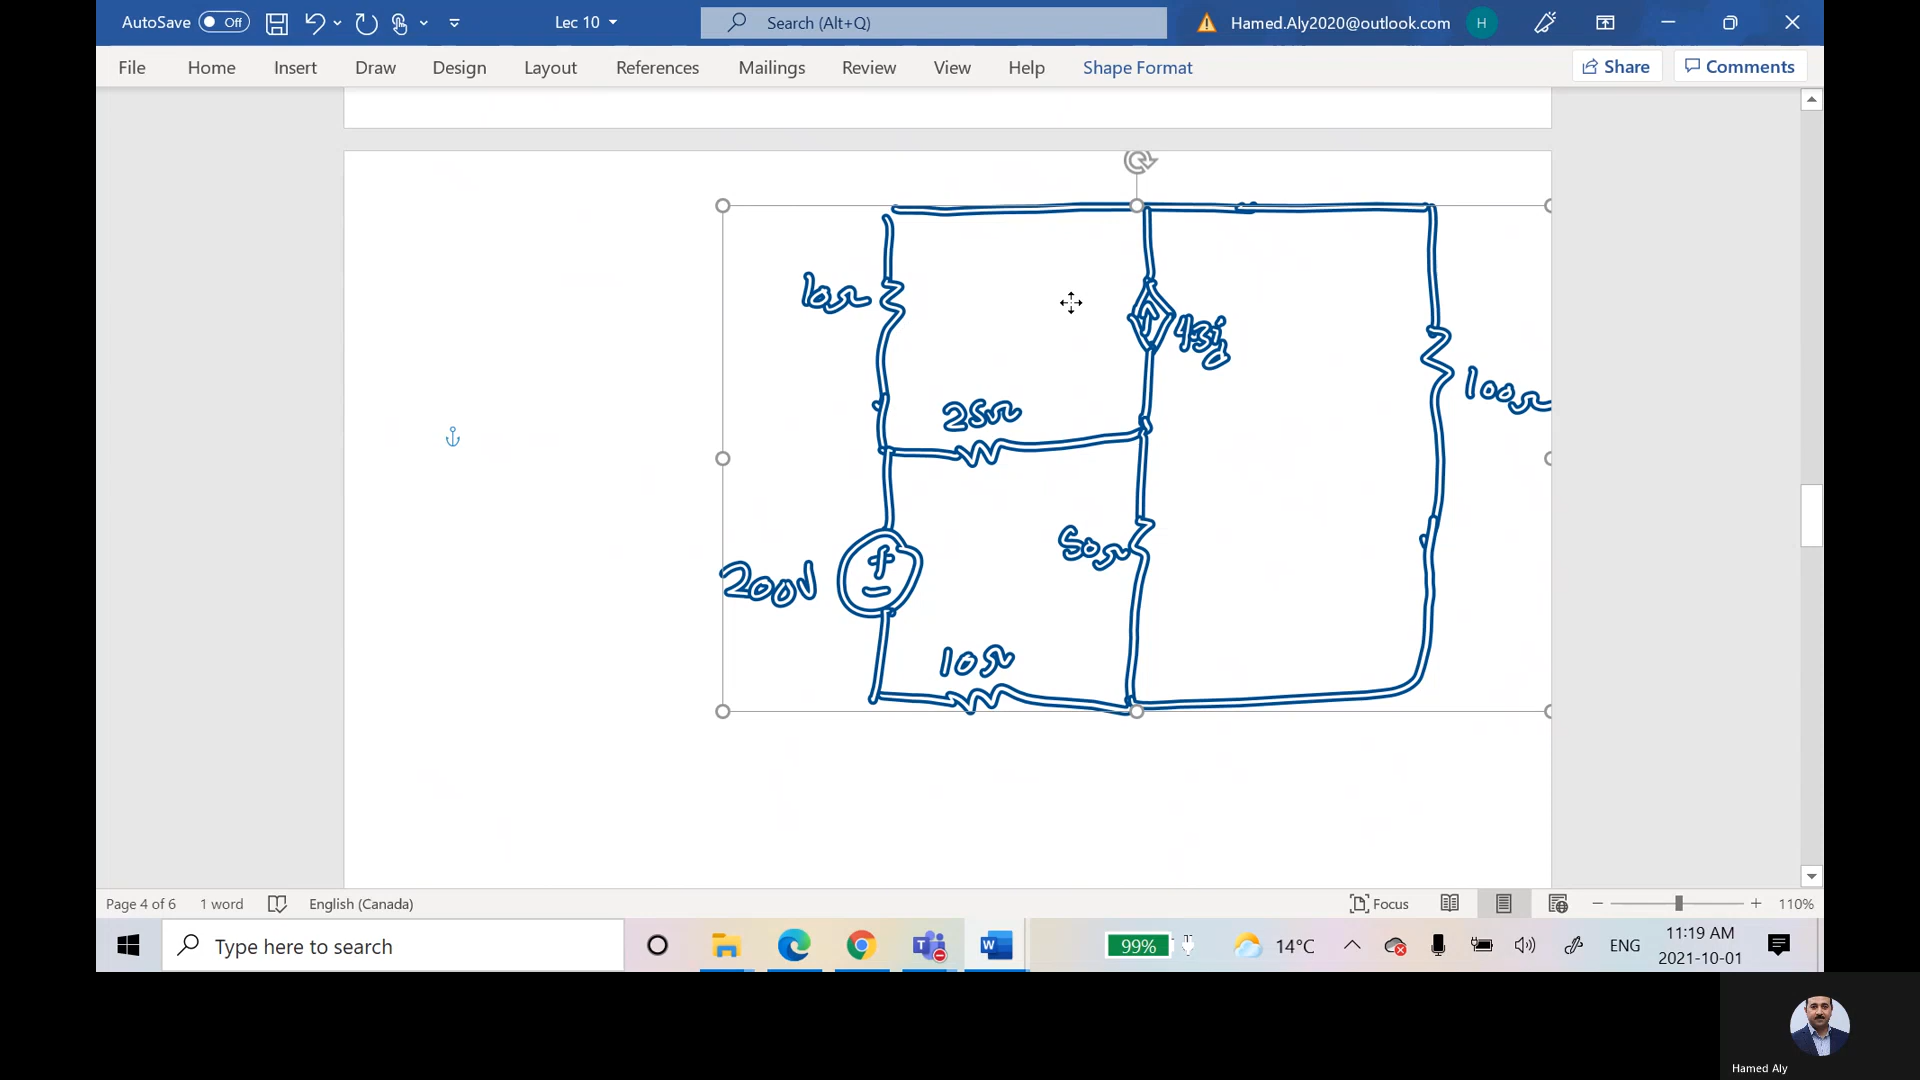 AutoSave Off Lec 10 Search (Alt+Q) Hamed.Aly2020@outlook.com H
File Home Insert Draw Design Layout References Mailings Review View Help Shape Format Share Comments
10Ω
43i
100Ω
25Ω
50Ω
+
200V
10Ω
Page 4 of 6 1 word English (Canada) Focus 110%
Type here to search 99% 14°C ENG 11:19 AM
2021-10-01
Hamed Aly